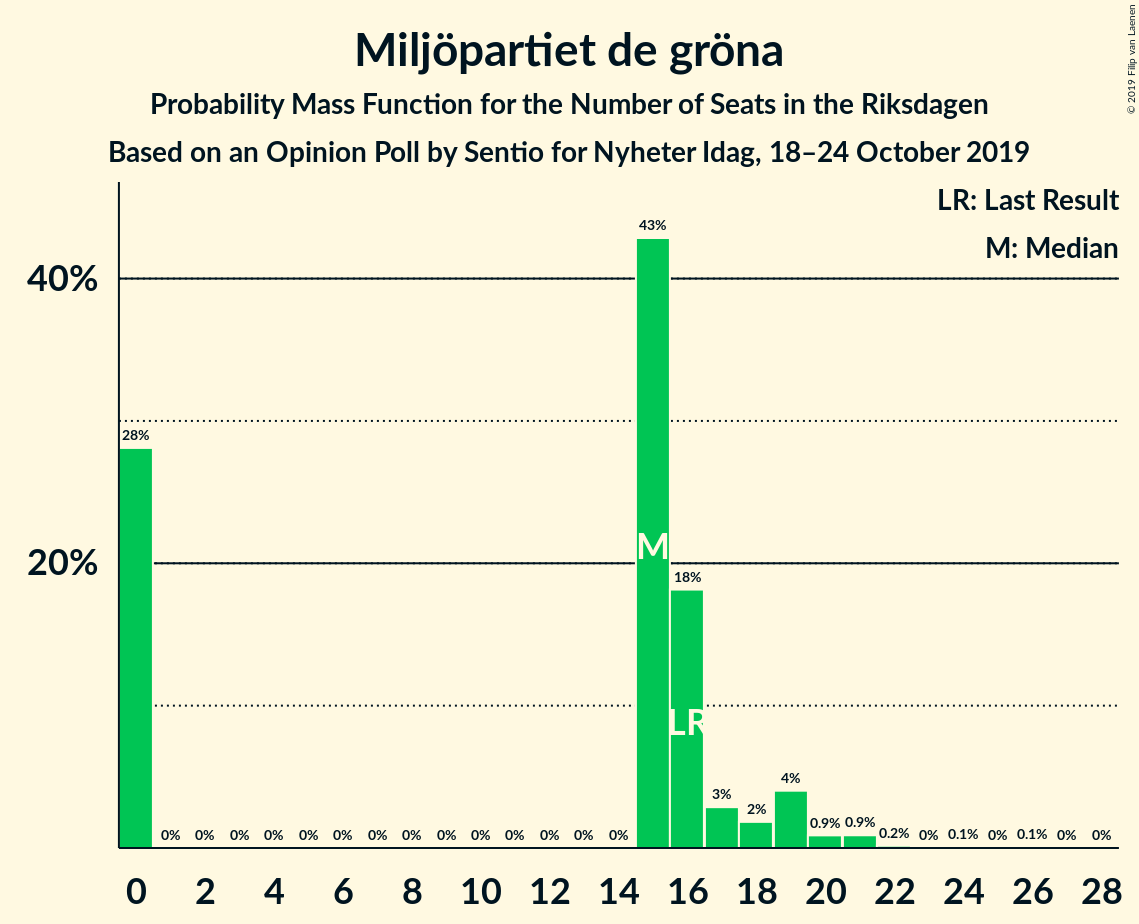 Miljöpartiet de gröna
Probability Mass Function for the Number of Seats in the Riksdagen
Based on an Opinion Poll by Sentio for Nyheter Idag, 18–24 October 2019
© 2019 Filip van Laenen
LR: Last Result
M: Median
40%
20%
28% 0% 0% 0% 0% 0% 0% 0% 0% 0% 0% 0% 0% 0% 0% 43% 18% 3% 2% 4% 0.9% 0.9% 0.2% 0% 0.1% 0% 0.1% 0% 0%
M
LR
0 2 4 6 8 10 12 14 16 18 20 22 24 26 28